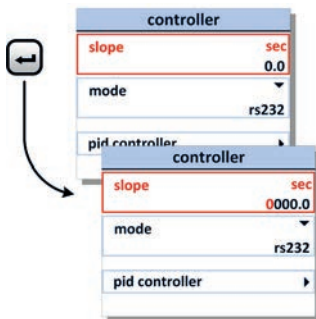 controller
slope sec
0.0
mode
rs232
pid controller
controller
slope sec
0000.0
mode
rs232
pid controller